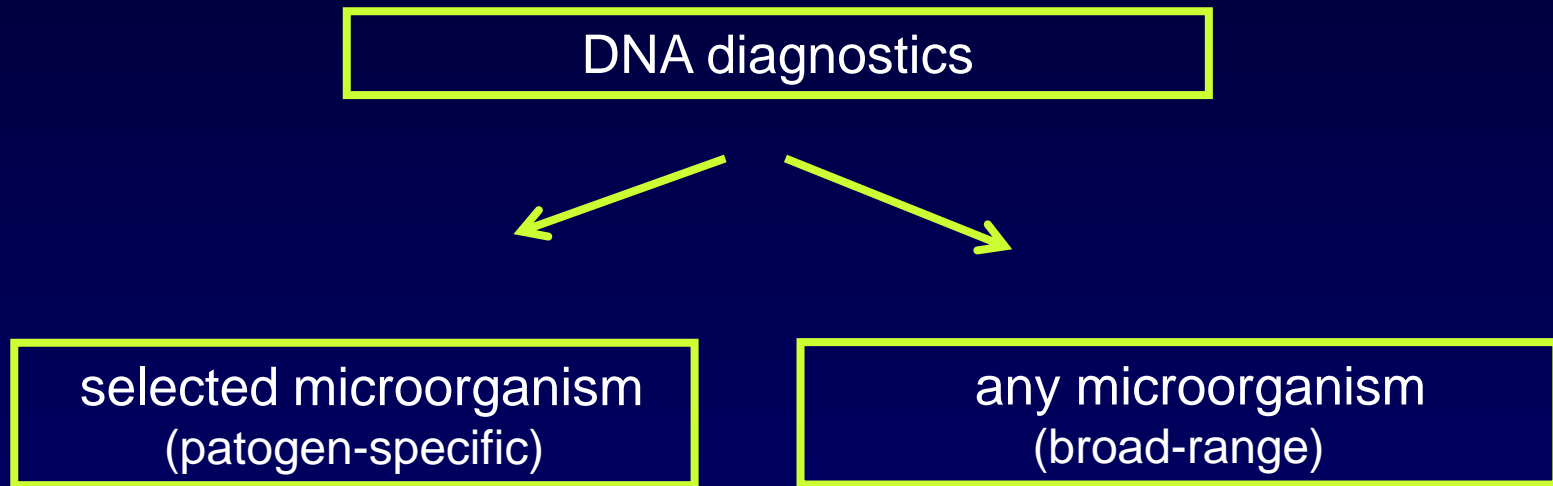 DNA diagnostics
selected microorganism
(patogen-specific)
any microorganism
(broad-range)